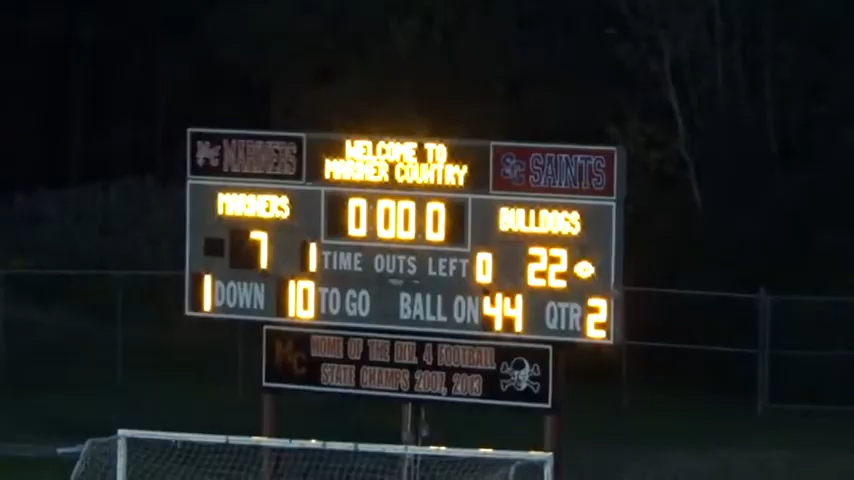 MC MARINERS
WELCOME TO
MARINER COUNTRY
SC SAINTS
MARINERS
0:00.0
BULLDOGS
7
1 TIME OUTS LEFT 0
22
1 DOWN 10 TO GO BALL ON 44 QTR 2
MC
HOME OF THE DIV. 4 FOOTBALL
STATE CHAMPS 2007, 2013